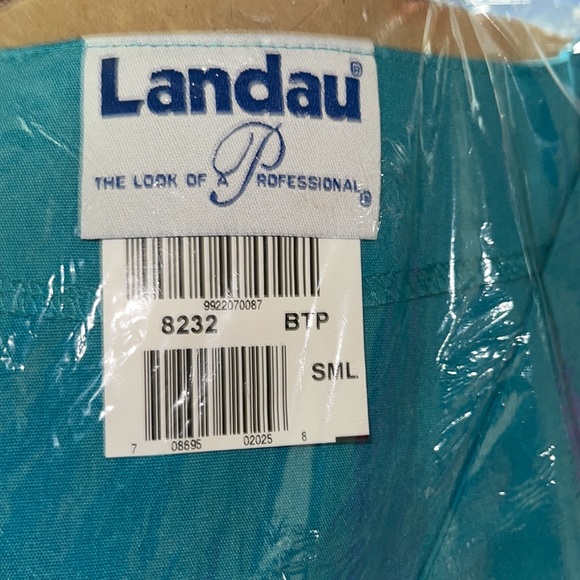 Landau®
THE LOOK OF A PROFESSIONAL®
9922070087
8232 BTP
SML
7 08695 02025 8